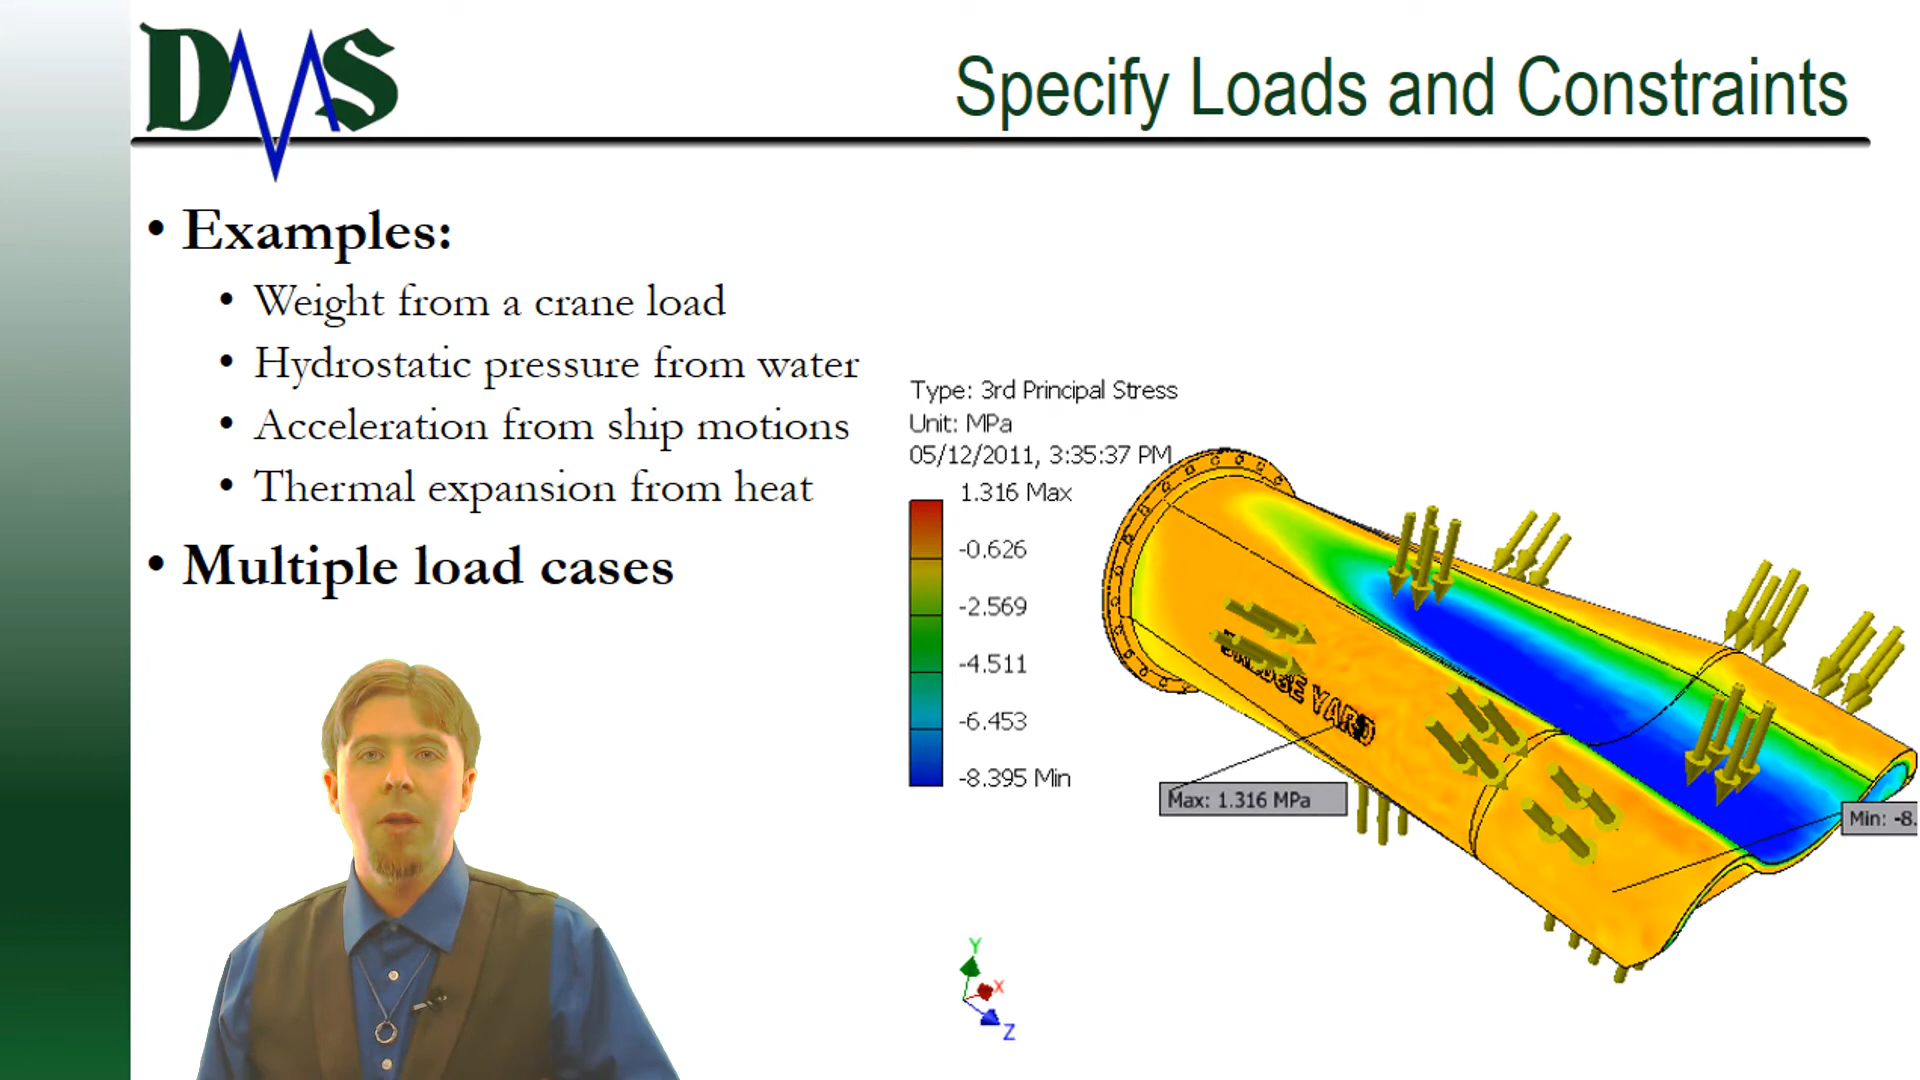 DMS
Specify Loads and Constraints
• Examples:
• Weight from a crane load
• Hydrostatic pressure from water
• Acceleration from ship motions
• Thermal expansion from heat
• Multiple load cases
Type: 3rd Principal Stress
Unit: MPa
05/12/2011, 3:35:37 PM
1.316 Max
-0.626
-2.569
-4.511
-6.453
-8.395 Min
YARD
Max: 1.316 MPa
Min: -8.
Y
X
Z